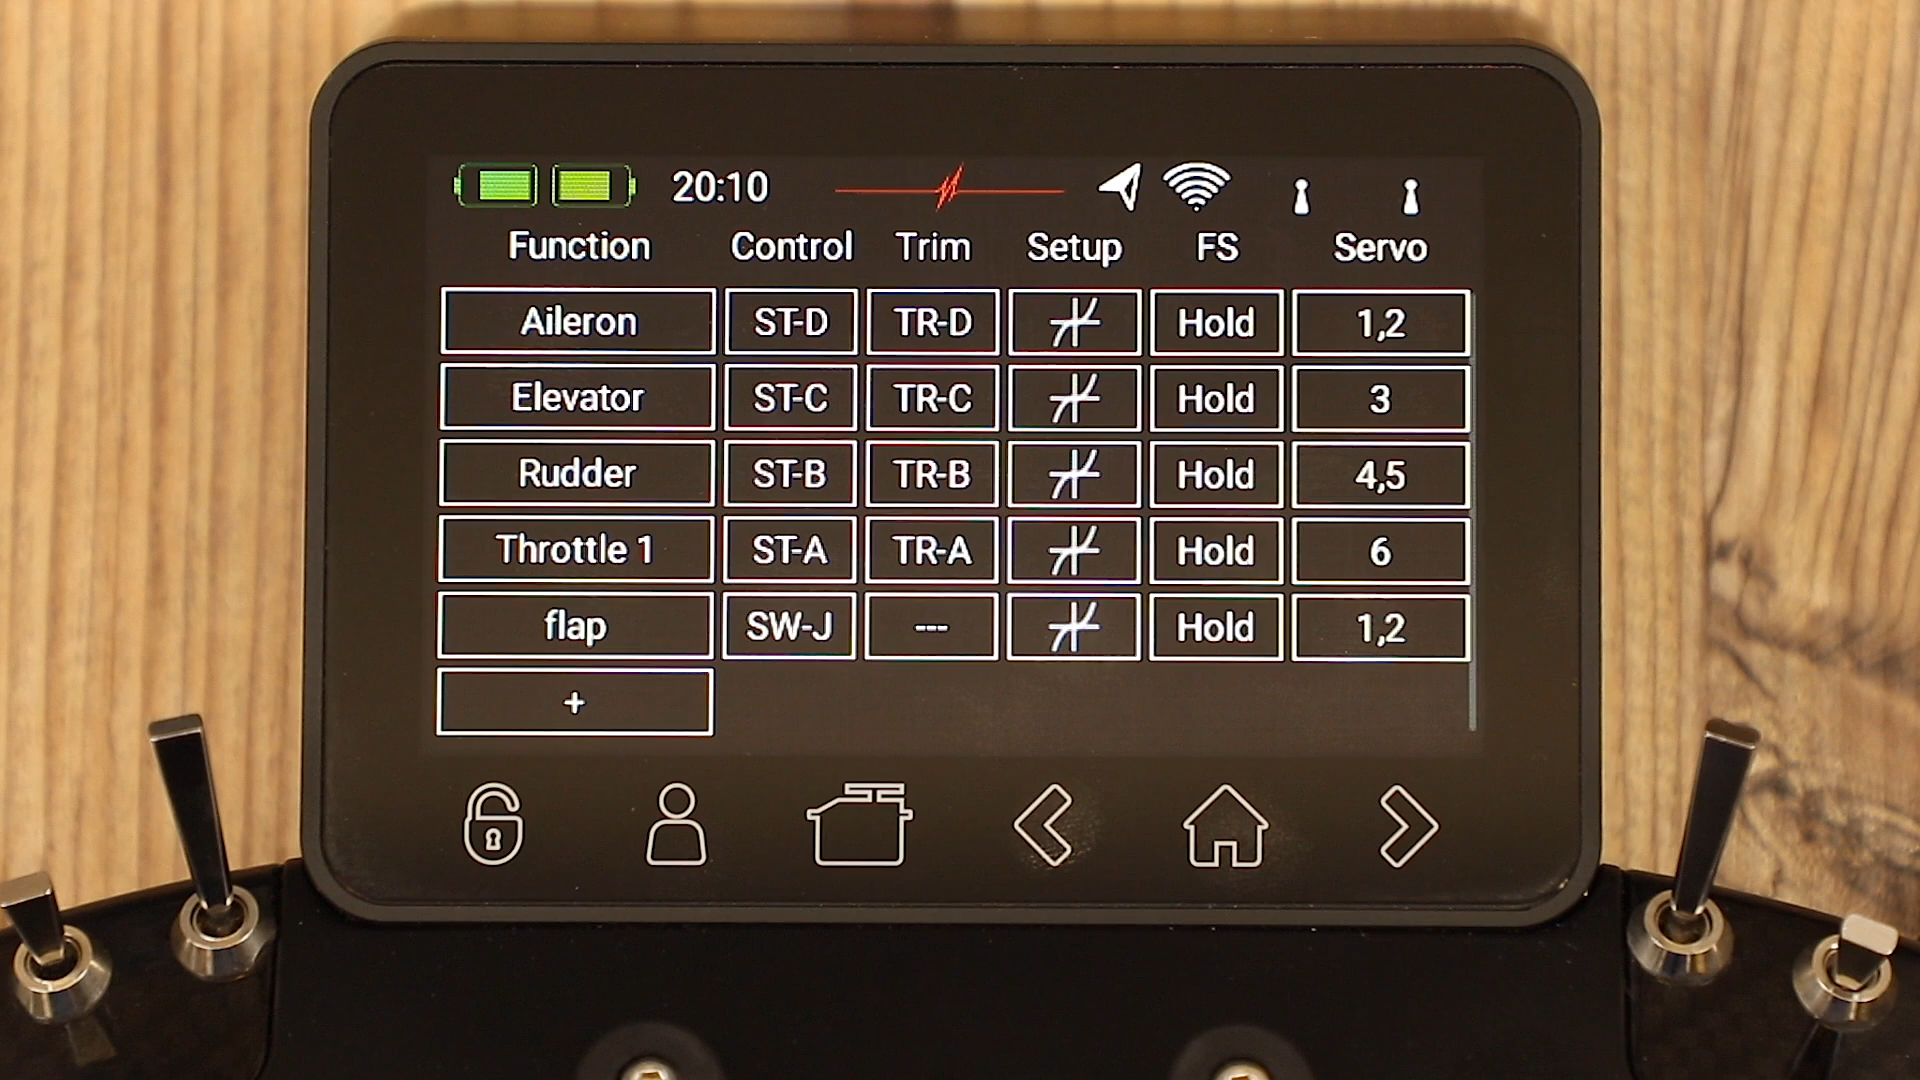 20:10
Function Control Trim Setup FS Servo
Aileron ST-D TR-D Hold 1,2
Elevator ST-C TR-C Hold 3
Rudder ST-B TR-B Hold 4,5
Throttle 1 ST-A TR-A Hold 6
flap SW-J --- Hold 1,2
+